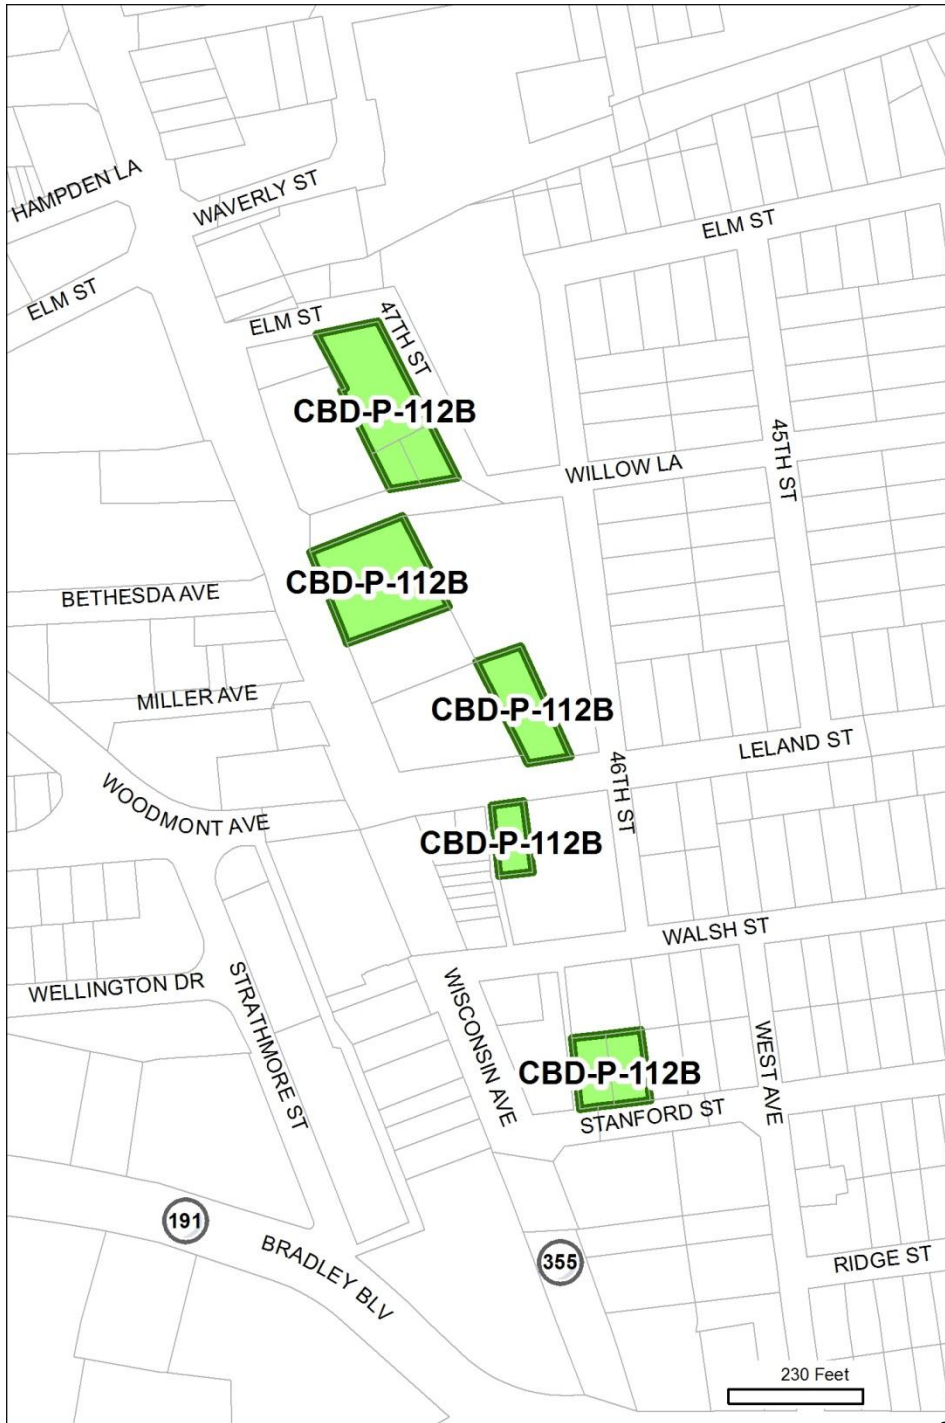 HAMPDEN LA
WAVERLY ST
ELM ST
ELM ST
ELM ST
47TH ST
CBD-P-112B
45TH ST
WILLOW LA
CBD-P-112B
BETHESDA AVE
MILLER AVE
CBD-P-112B
LELAND ST
46TH ST
WOODMONT AVE
CBD-P-112B
WALSH ST
WELLINGTON DR
STRATHMORE ST
WISCONSIN AVE
WEST AVE
CBD-P-112B
STANFORD ST
191
BRADLEY BLV
355
RIDGE ST
230 Feet